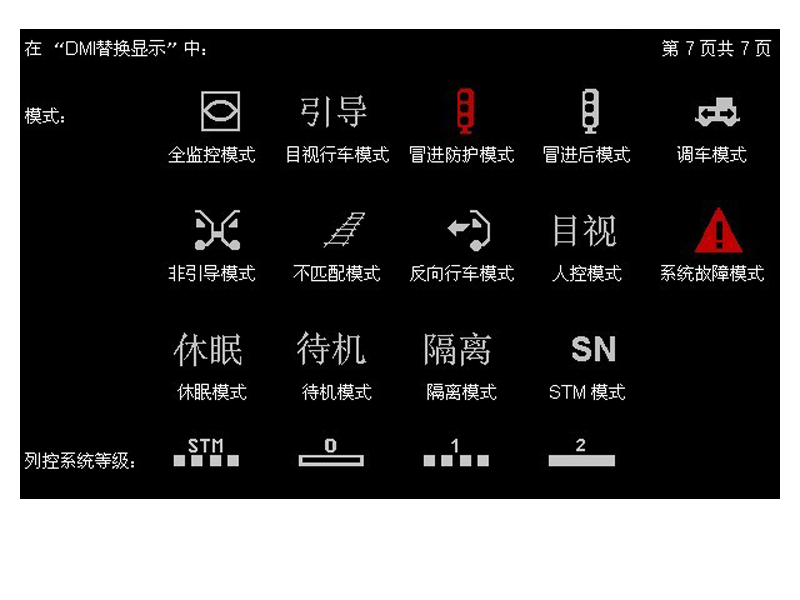 在 “DMI替换显示” 中：
第 7 页共 7 页
模式：
引导
全监控模式 目视行车模式 冒进防护模式 冒进后模式 调车模式
目视
非引导模式 不匹配模式 反向行车模式 人控模式 系统故障模式
休眠 待机 隔离 SN
休眠模式 待机模式 隔离模式 STM 模式
STM 0 1 2
列控系统等级：